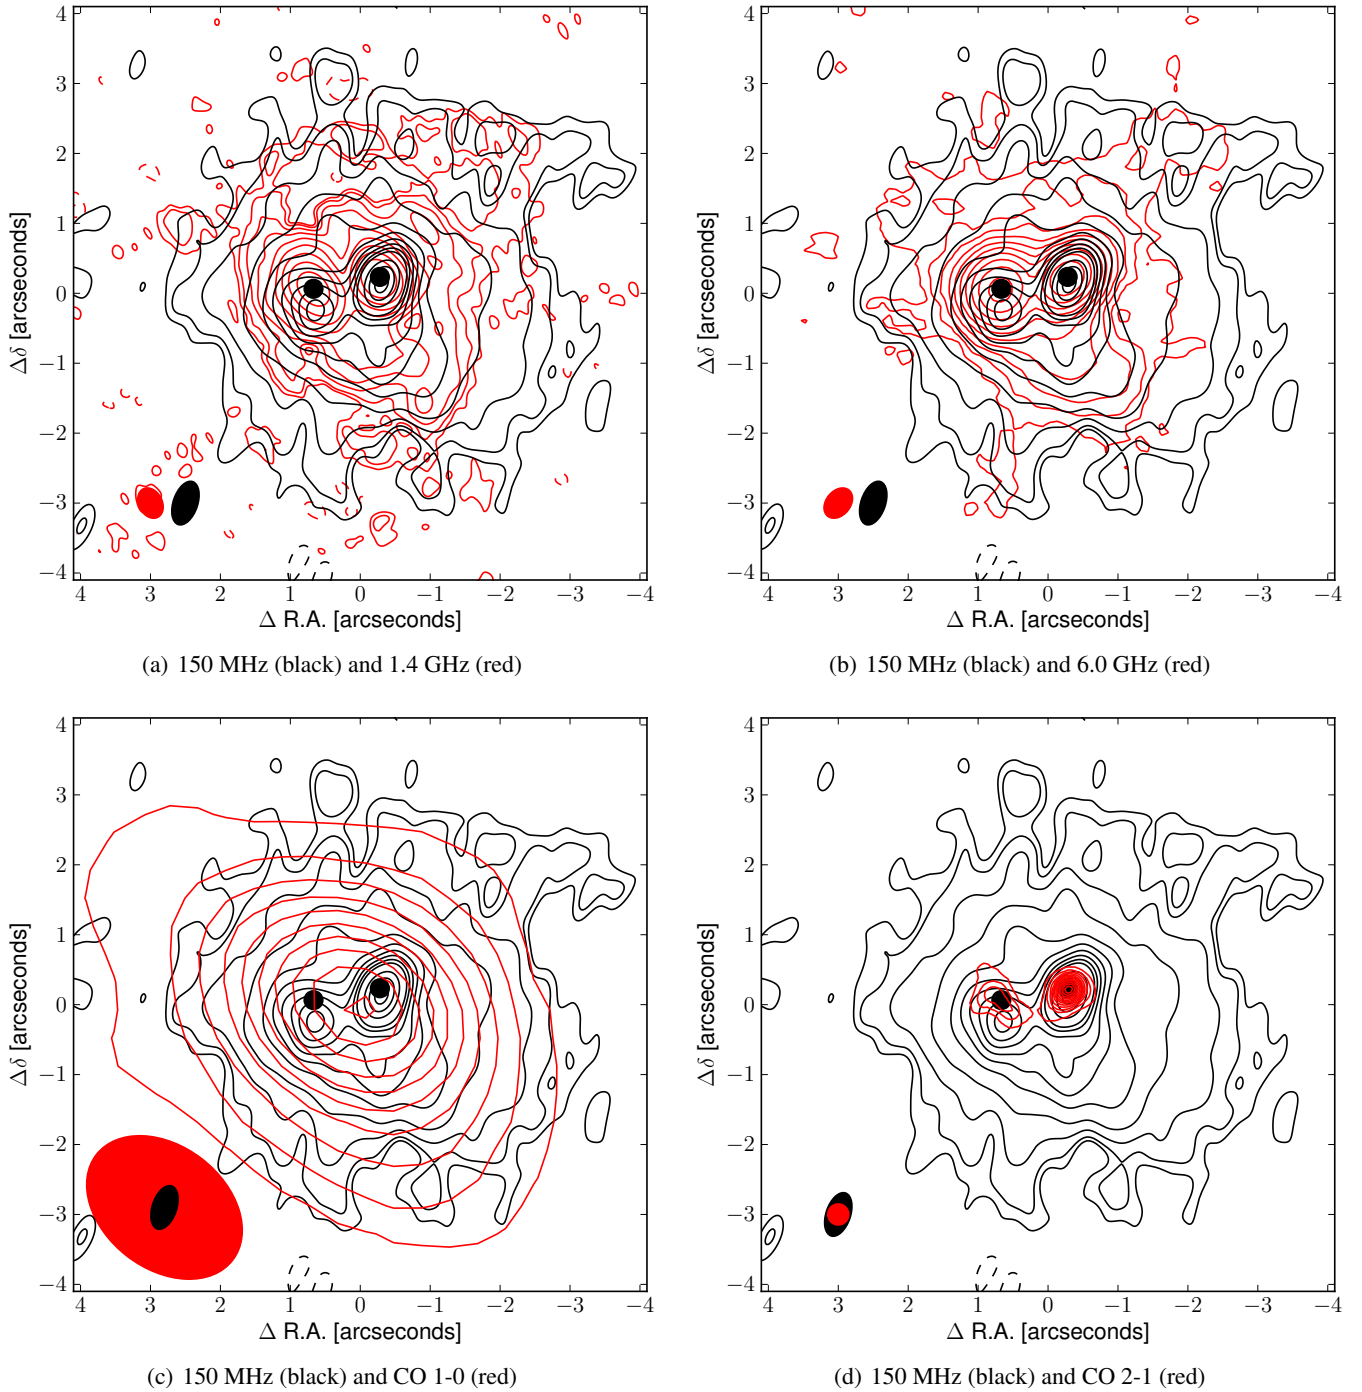 4
3
2
1
0
−1
−2
−3
−4
Δδ [arcseconds]
4 3 2 1 0 −1 −2 −3 −4
Δ R.A. [arcseconds]
(a) 150 MHz (black) and 1.4 GHz (red)
4
3
2
1
0
−1
−2
−3
−4
Δδ [arcseconds]
4 3 2 1 0 −1 −2 −3 −4
Δ R.A. [arcseconds]
(b) 150 MHz (black) and 6.0 GHz (red)
4
3
2
1
0
−1
−2
−3
−4
Δδ [arcseconds]
4 3 2 1 0 −1 −2 −3 −4
Δ R.A. [arcseconds]
(c) 150 MHz (black) and CO 1-0 (red)
4
3
2
1
0
−1
−2
−3
−4
Δδ [arcseconds]
4 3 2 1 0 −1 −2 −3 −4
Δ R.A. [arcseconds]
(d) 150 MHz (black) and CO 2-1 (red)